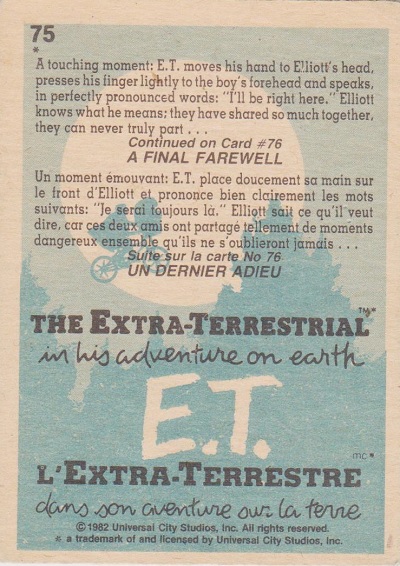 75
*
A touching moment: E.T. moves his hand to Elliott's head,
presses his finger lightly to the boy's forehead and speaks,
in perfectly pronounced words: "I'll be right here." Elliott
knows what he means; they have shared so much together,
they can never truly part . . .
Continued on Card #76
A FINAL FAREWELL
Un moment émouvant: E.T. place doucement sa main sur
le front d'Elliott et prononce bien clairement les mots
suivants: "Je serai toujours là." Elliott sait ce qu'il veut
dire, car ces deux amis ont partagé tellement de moments
dangereux ensemble qu'ils ne s'oublieront jamais . . .
Suite sur la carte No 76
UN DERNIER ADIEU
THE EXTRA-TERRESTRIAL™*
in his adventure on earth
E.T.
mc*
L'EXTRA-TERRESTRE
dans son aventure sur la terre
©1982 Universal City Studios, Inc. All rights reserved.
* a trademark of and licensed by Universal City Studios, Inc.